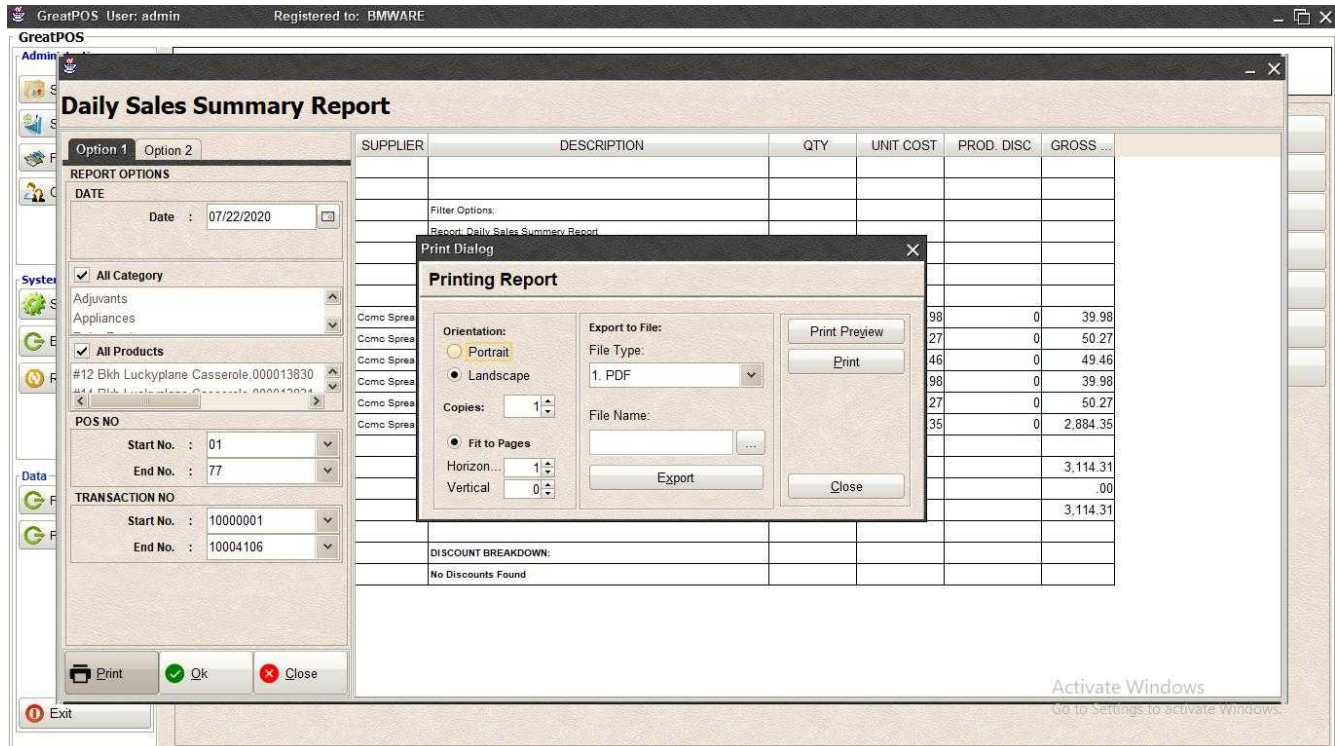 GreatPOS User: admin Registered to: BMWARE
GreatPOS
Daily Sales Summary Report
Option 1 Option 2
REPORT OPTIONS
DATE
Date : 07/22/2020
All Category
Adjuvants
Appliances
All Products
#12 Bkh Luckyplane Casserole,000013830
POS NO
Start No. : 01
End No. : 77
TRANSACTION NO
Start No. : 10000001
End No. : 10004106
Print Ok Close
SUPPLIER DESCRIPTION QTY UNIT COST PROD. DISC GROSS ...
Filter Options:
Report: Daily Sales Summery Report
Como Sprea 98 0 39.98
Como Sprea 27 0 50.27
Como Sprea 46 0 49.46
Como Sprea 98 0 39.98
Como Sprea 27 0 50.27
Como Sprea 35 0 2,884.35
3,114.31
.00
3,114.31
DISCOUNT BREAKDOWN:
No Discounts Found
Print Dialog
Printing Report
Orientation:
Portrait
Landscape
Copies: 1
Fit to Pages
Horizon... 1
Vertical 0
Export to File:
File Type:
1. PDF
File Name:
...
Export
Print Preview
Print
Close
Data
Exit
Activate Windows
Go to Settings to activate Windows.